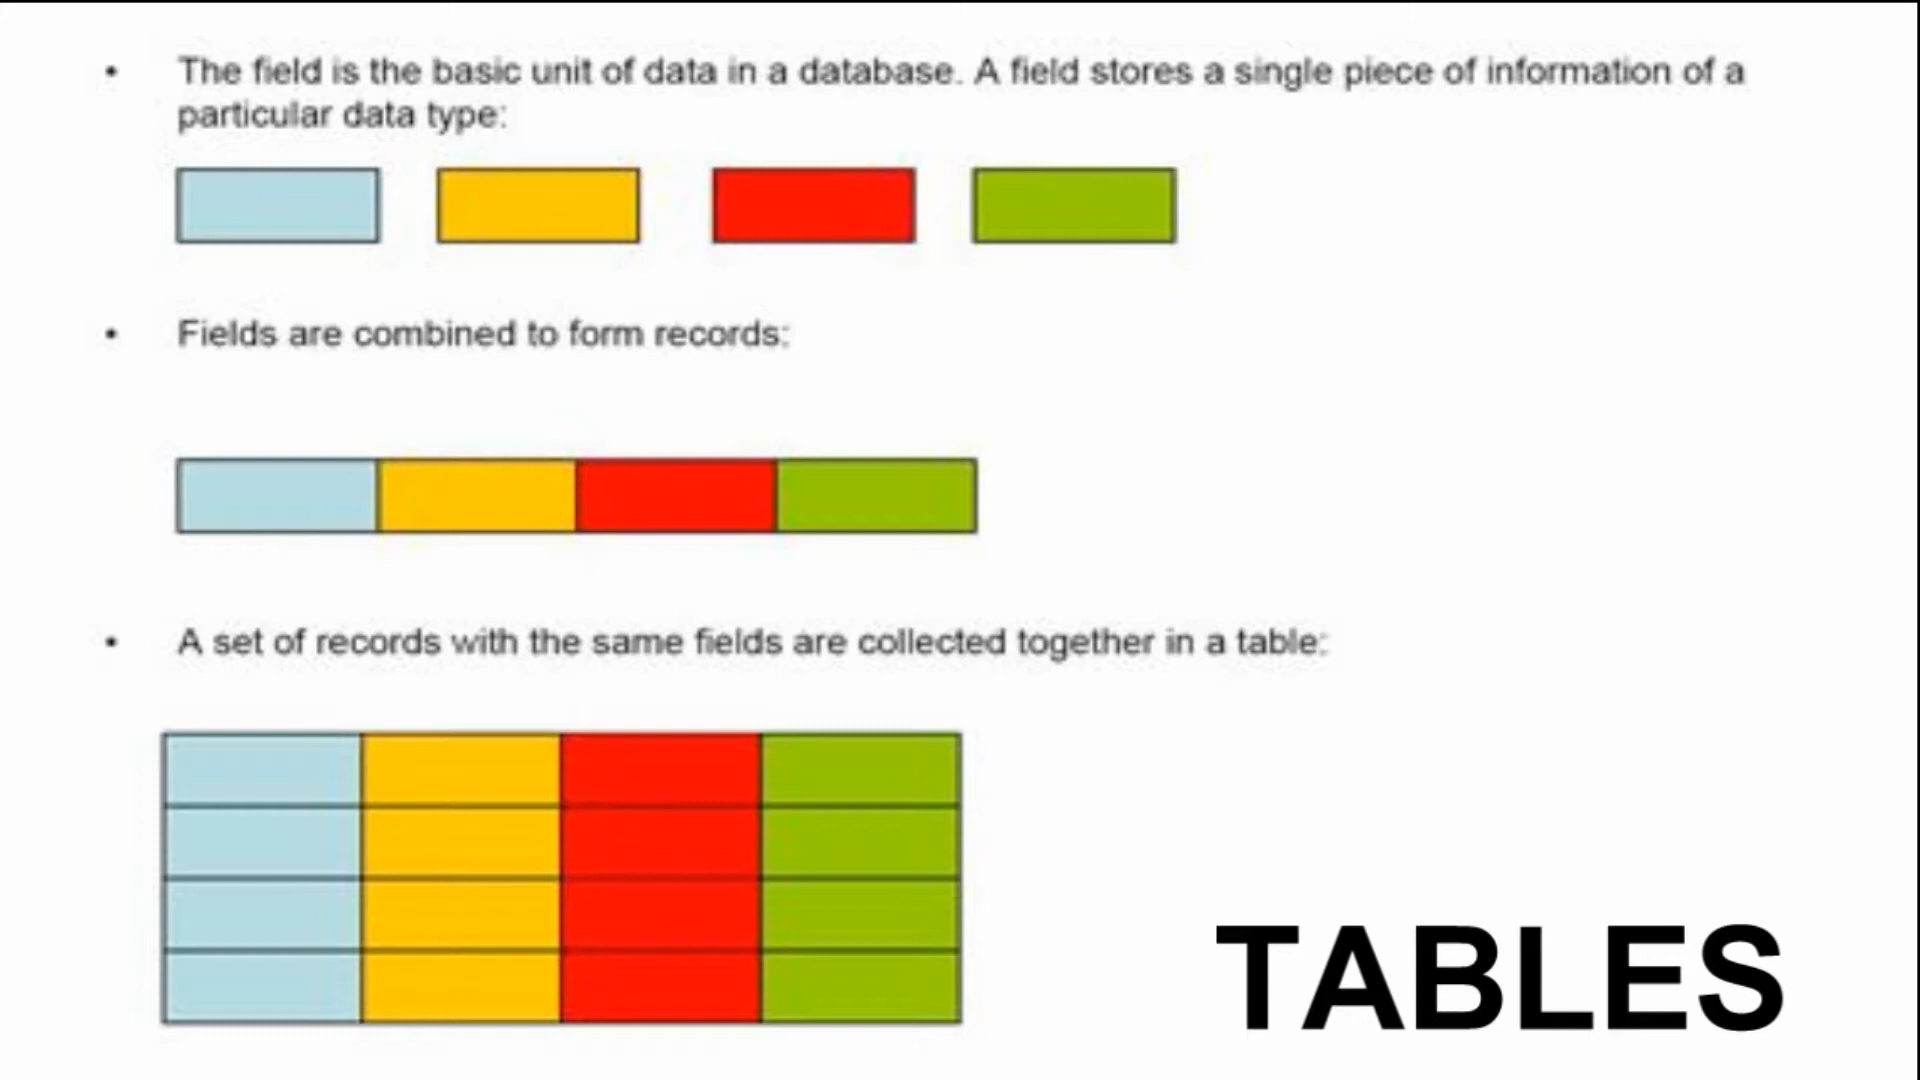 • The field is the basic unit of data in a database. A field stores a single piece of information of a
particular data type:
• Fields are combined to form records:
• A set of records with the same fields are collected together in a table:
TABLES